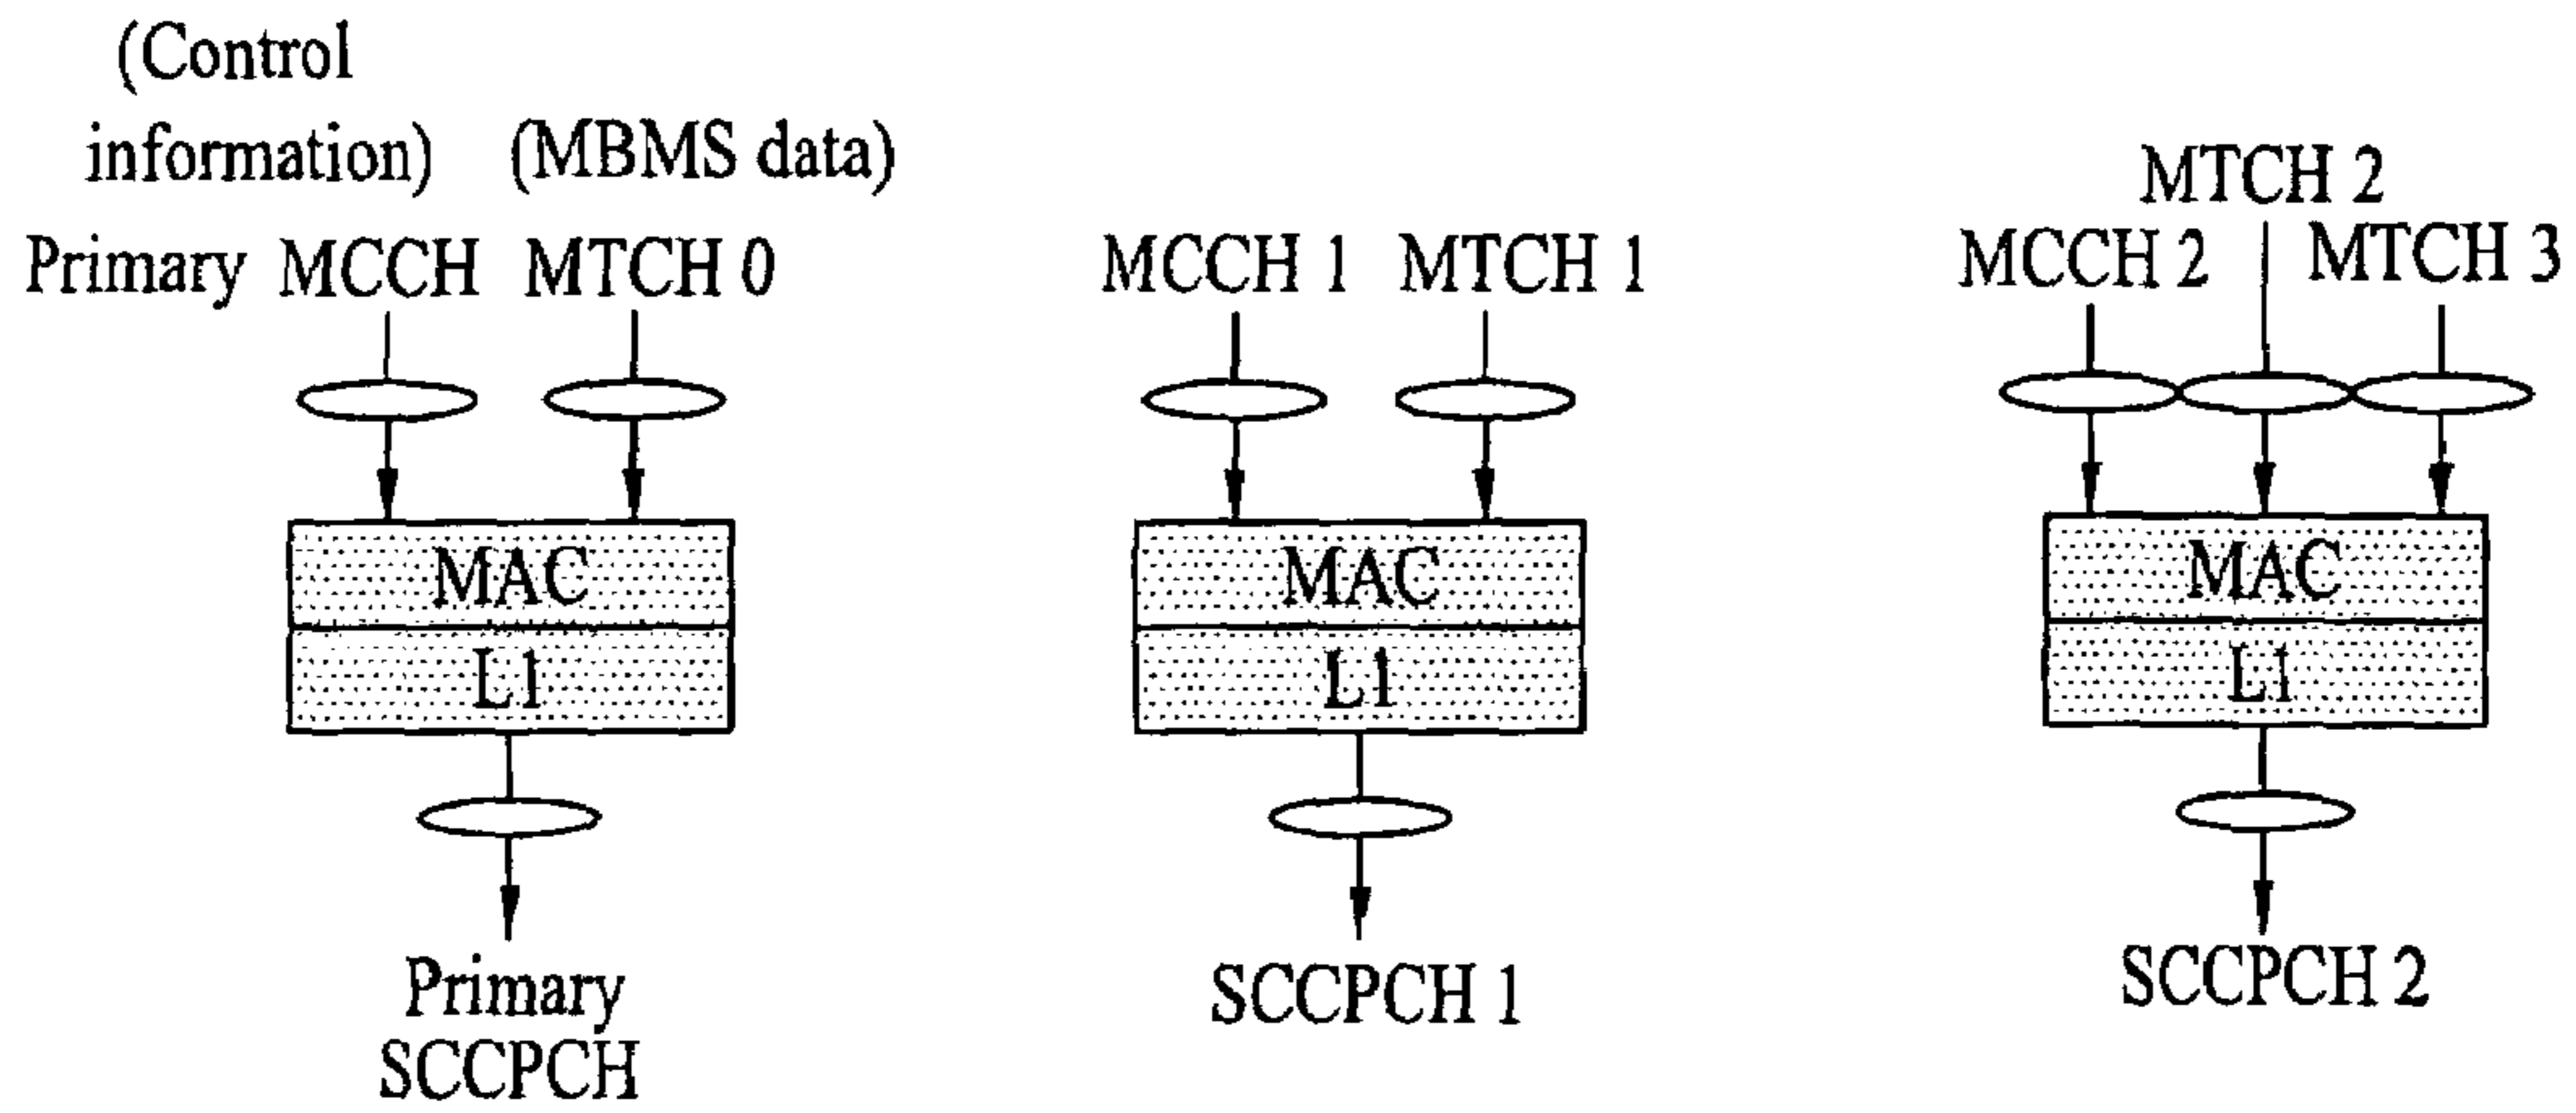 (Control
information) (MBMS data)
Primary MCCH MTCH 0
MAC
L1
Primary
SCCPCH
MCCH 1 MTCH 1
MAC
L1
SCCPCH 1
MTCH 2
MCCH 2 MTCH 3
MAC
L1
SCCPCH 2